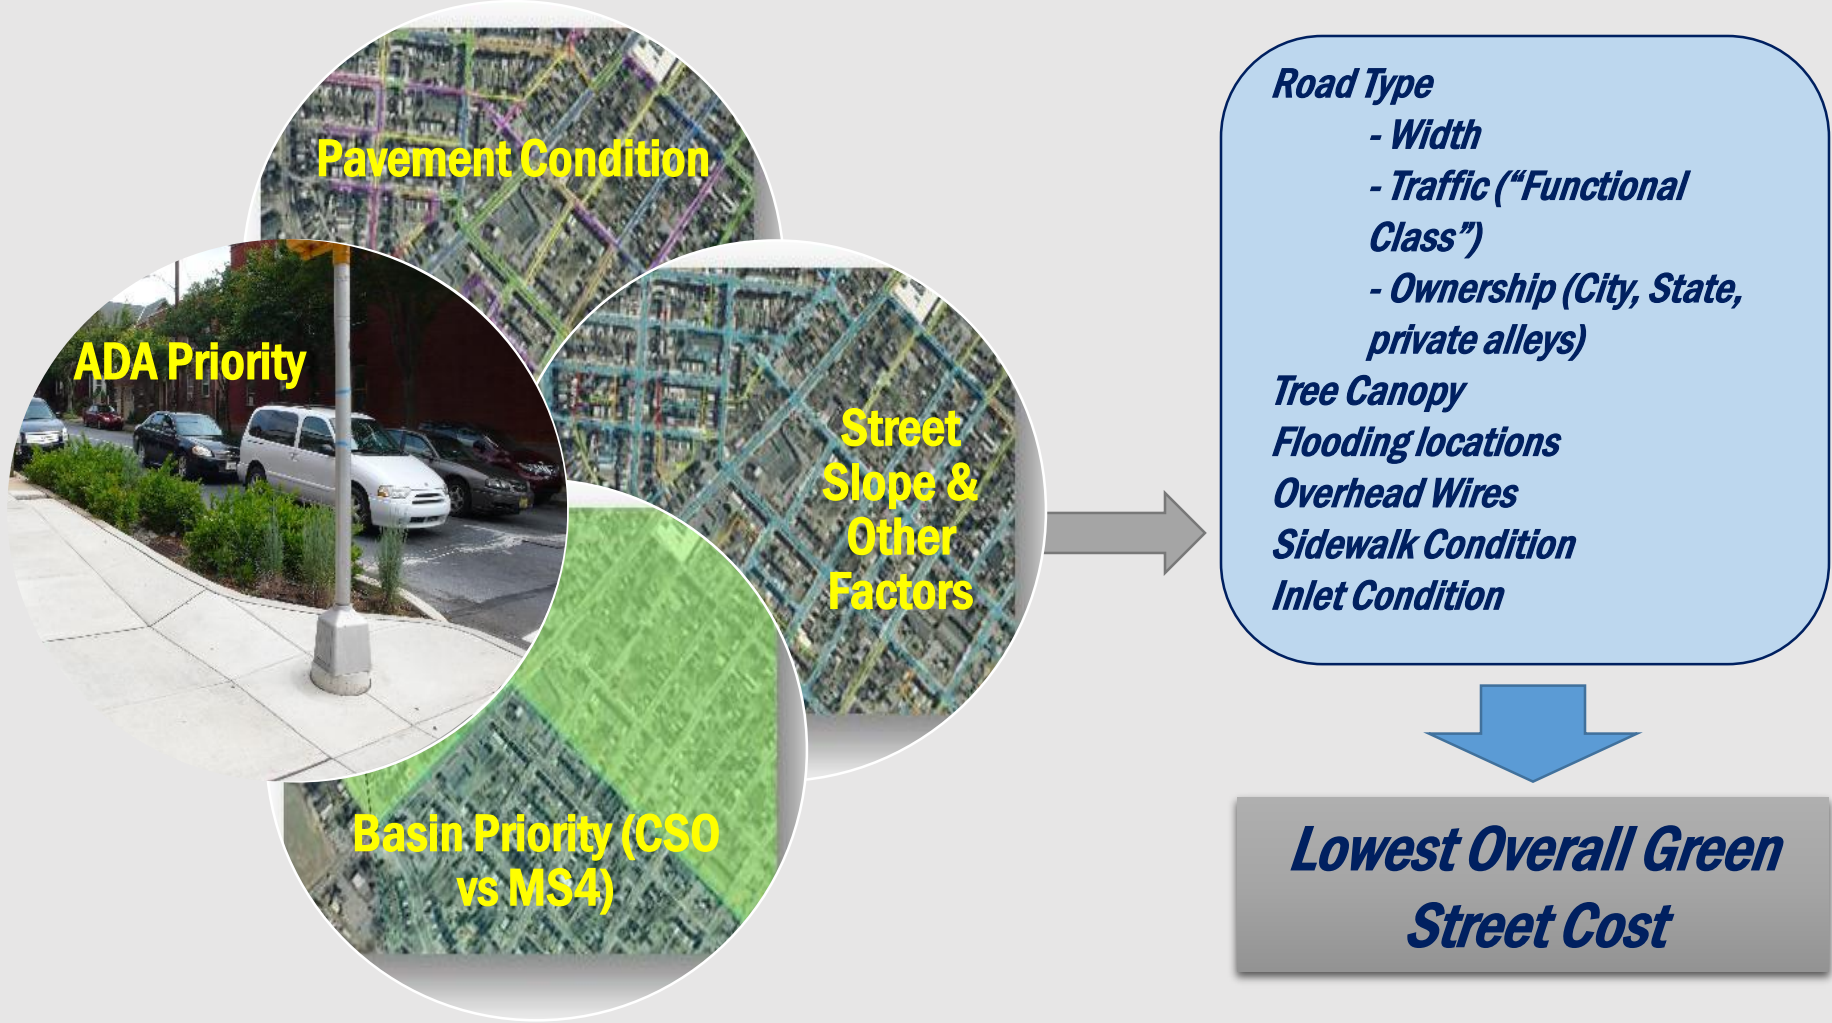 Pavement Condition
ADA Priority
Street
Slope &
Other
Factors
Basin Priority (CSO
vs MS4)
Road Type
- Width
- Traffic (“Functional
Class”)
- Ownership (City, State,
private alleys)
Tree Canopy
Flooding locations
Overhead Wires
Sidewalk Condition
Inlet Condition
Lowest Overall Green
Street Cost